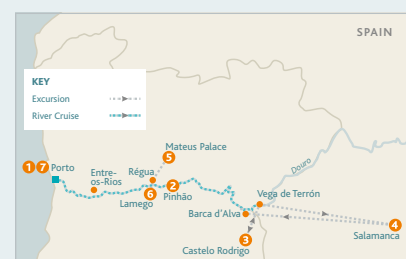 SPAIN
KEY
Excursion
River Cruise
Mateus Palace
5
Douro
1 7 Porto
Entre-
os-Rios
Régua
2
Vega de Terrón
6
Lamego
Pinhão
Barca d'Alva
4
Salamanca
3
Castelo Rodrigo